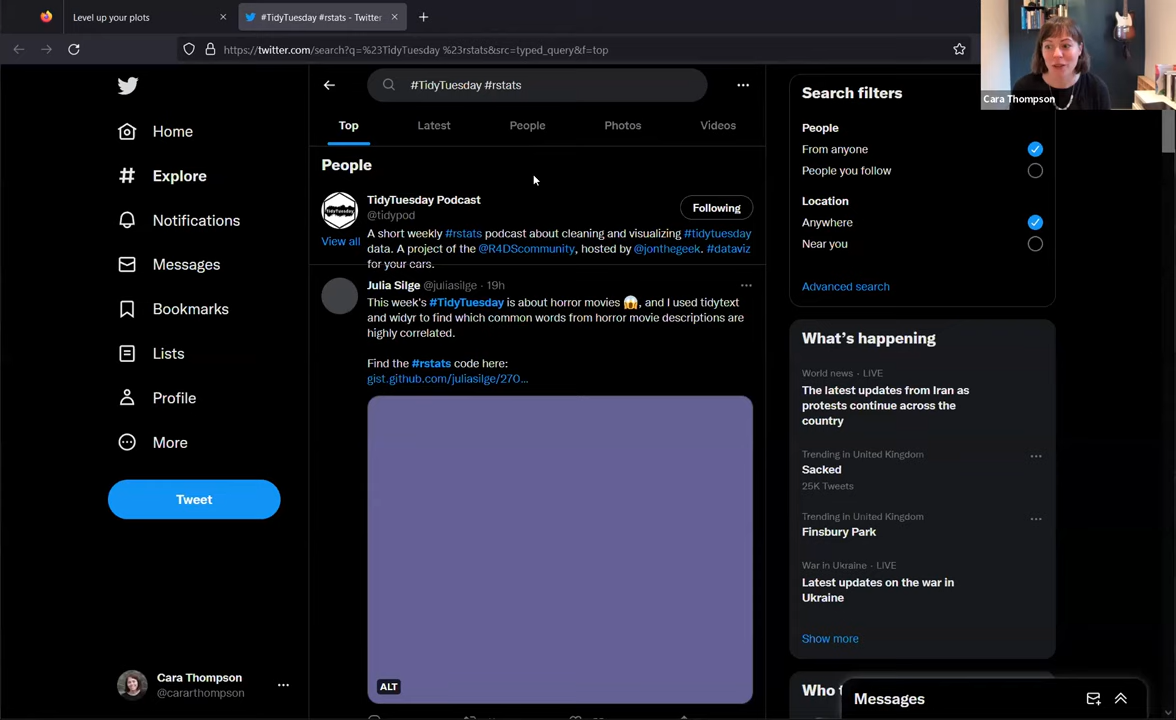 Level up your plots
#TidyTuesday #rstats - Twitter
https://twitter.com/search?q=%23TidyTuesday %23rstats&src=typed_query&f=top
Cara Thompson
Home
Explore
Notifications
Messages
Bookmarks
Lists
Profile
More
Tweet
Cara Thompson
@cararthompson
#TidyTuesday #rstats
Top
Latest
People
Photos
Videos
People
TidyTuesday Podcast
@tidypod
Following
A short weekly #rstats podcast about cleaning and visualizing #tidytuesday
data. A project of the @R4DScommunity, hosted by @jonthegeek. #dataviz
for your cars.
View all
Julia Silge @juliasilge · 19h
This week's #TidyTuesday is about horror movies 😱, and I used tidytext
and widyr to find which common words from horror movie descriptions are
highly correlated.
Find the #rstats code here:
gist.github.com/juliasilge/270...
ALT
Search filters
People
From anyone
People you follow
Location
Anywhere
Near you
Advanced search
What's happening
World news · LIVE
The latest updates from Iran as
protests continue across the
country
Trending in United Kingdom
Sacked
25K Tweets
Trending in United Kingdom
Finsbury Park
War in Ukraine · LIVE
Latest updates on the war in
Ukraine
Show more
Who
Messages